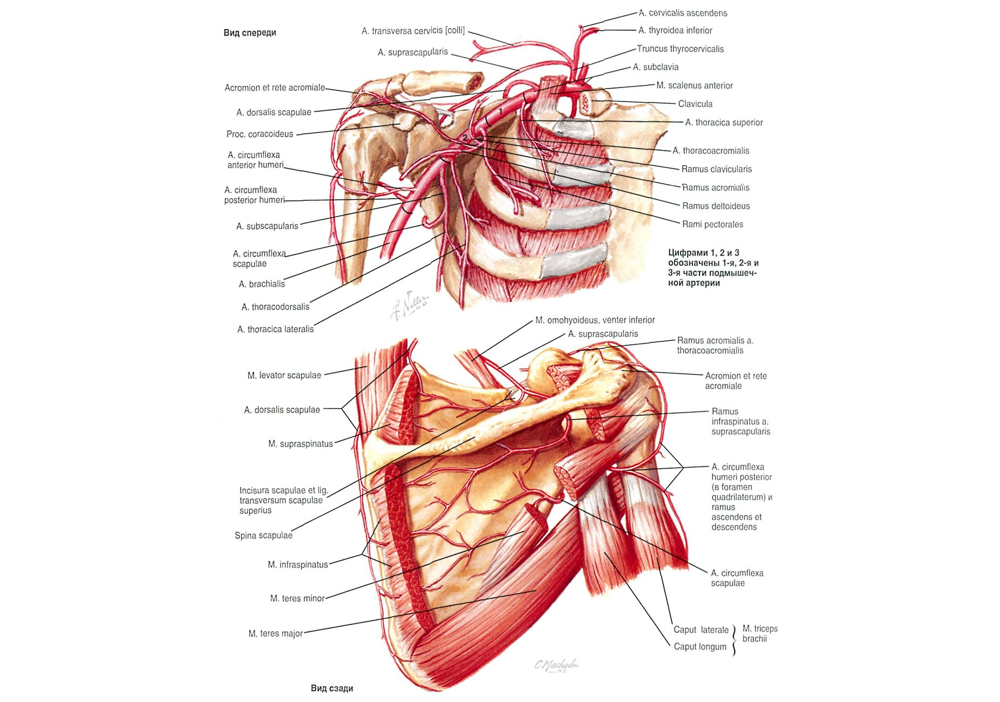 Вид спереди
A. transversa cervicis [colli]
A. suprascapularis
Acromion et rete acromiale
A. dorsalis scapulae
Proc. coracoideus
A. circumflexa
anterior humeri
A. circumflexa
posterior humeri
A. subscapularis
A. circumflexa
scapulae
A. brachialis
A. thoracodorsalis
A. thoracica lateralis
A. cervicalis ascendens
A. thyroidea inferior
Truncus thyrocervicalis
A. subclavia
M. scalenus anterior
Clavicula
A. thoracica superior
A. thoracoacromialis
Ramus clavicularis
Ramus acromialis
Ramus deltoideus
Rami pectorales
1
2
Цифрами 1, 2 и 3
обозначены 1-я, 2-я и
3-я части подмышеч-
ной артерии
F. Netter
M. omohyoideus, venter inferior
A. suprascapularis
Ramus acromialis a.
thoracoacromialis
Acromion et rete
acromiale
Ramus
infraspinatus a.
suprascapularis
A. circumflexa
humeri posterior
(в foramen
quadrilaterum) и
ramus
ascendens et
descendens
A. circumflexa
scapulae
Caput laterale
Caput longum
M. triceps
brachii
M. levator scapulae
A. dorsalis scapulae
M. supraspinatus
Incisura scapulae et lig.
transversum scapulae
superius
Spina scapulae
M. infraspinatus
M. teres minor
M. teres major
C. Machado
Вид сзади